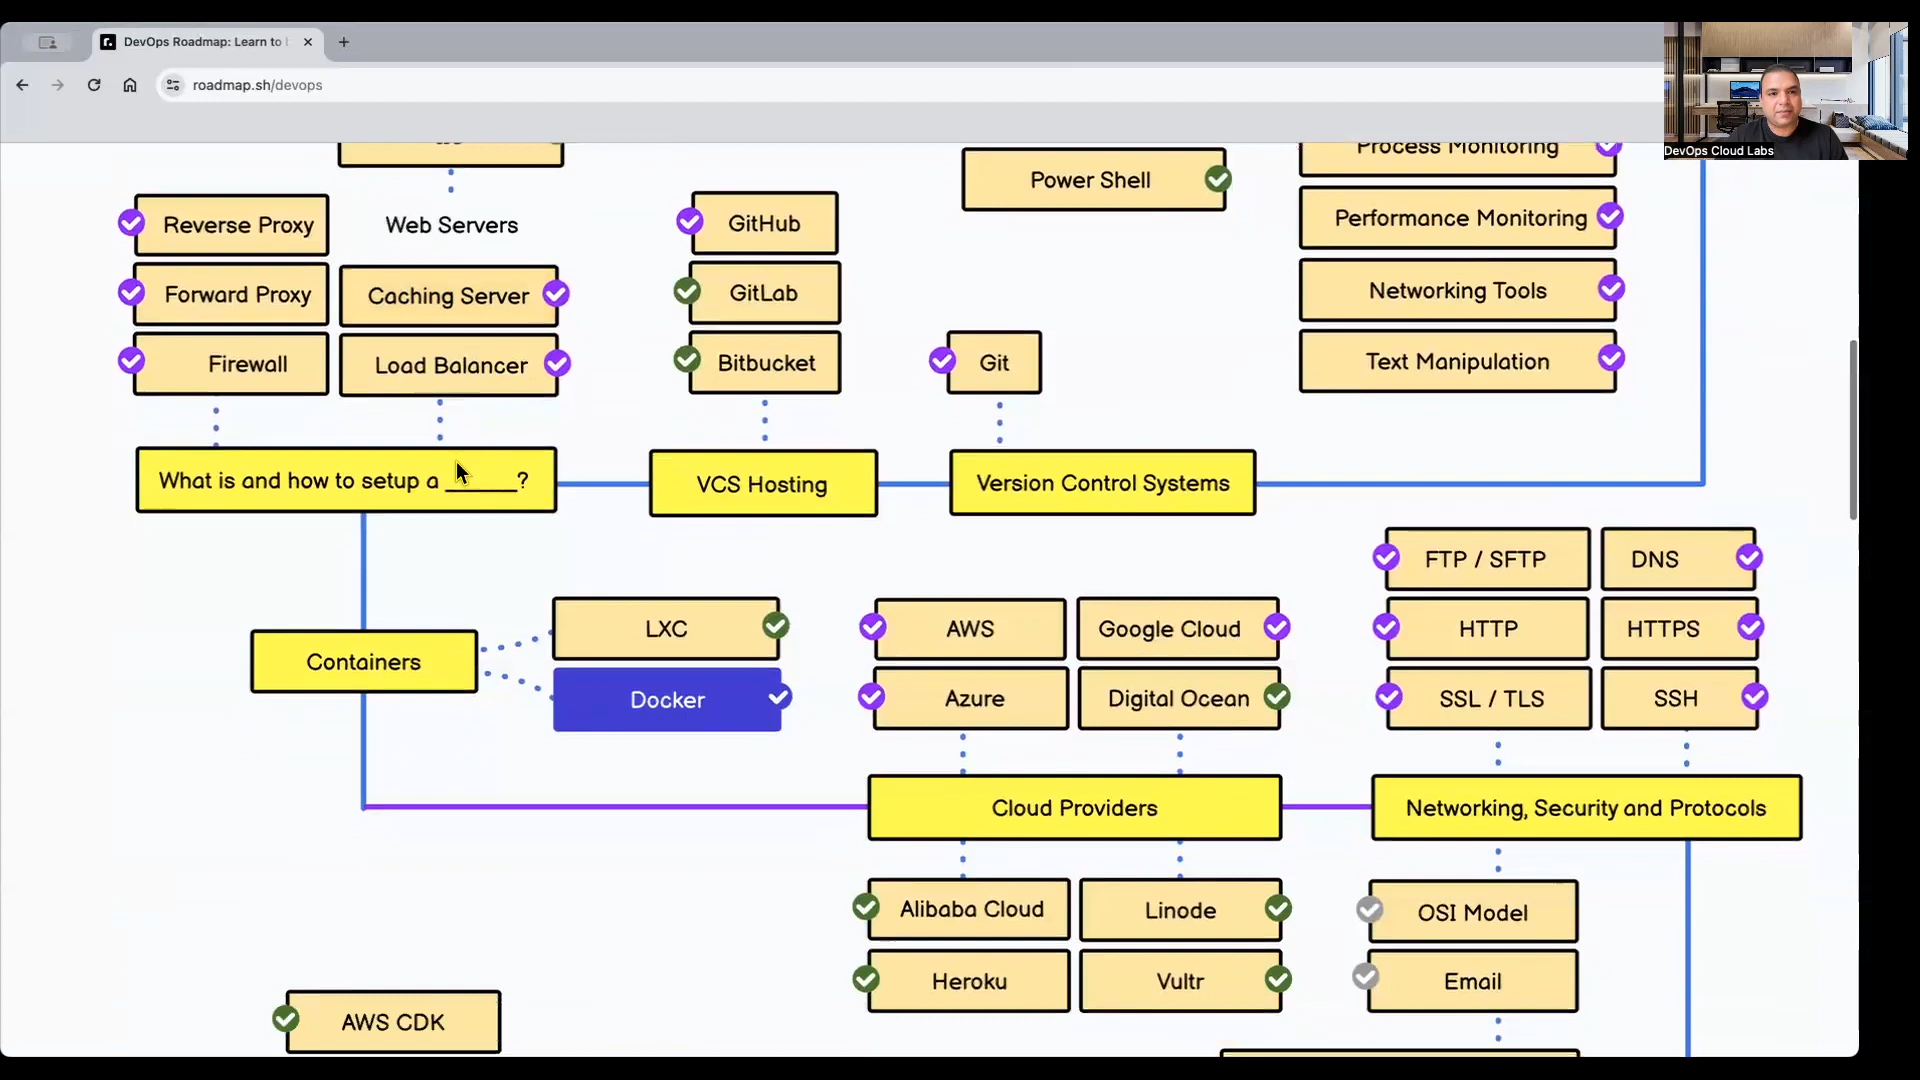 DevOps Roadmap: Learn to
roadmap.sh/devops
DevOps Cloud Labs
Process Monitoring
Power Shell
Performance Monitoring
Reverse Proxy
Web Servers
GitHub
Forward Proxy
Caching Server
GitLab
Networking Tools
Firewall
Load Balancer
Bitbucket
Git
Text Manipulation
What is and how to setup a ______?
VCS Hosting
Version Control Systems
FTP / SFTP
DNS
LXC
AWS
Google Cloud
HTTP
HTTPS
Containers
Docker
Azure
Digital Ocean
SSL / TLS
SSH
Cloud Providers
Networking, Security and Protocols
Alibaba Cloud
Linode
OSI Model
Heroku
Vultr
Email
AWS CDK